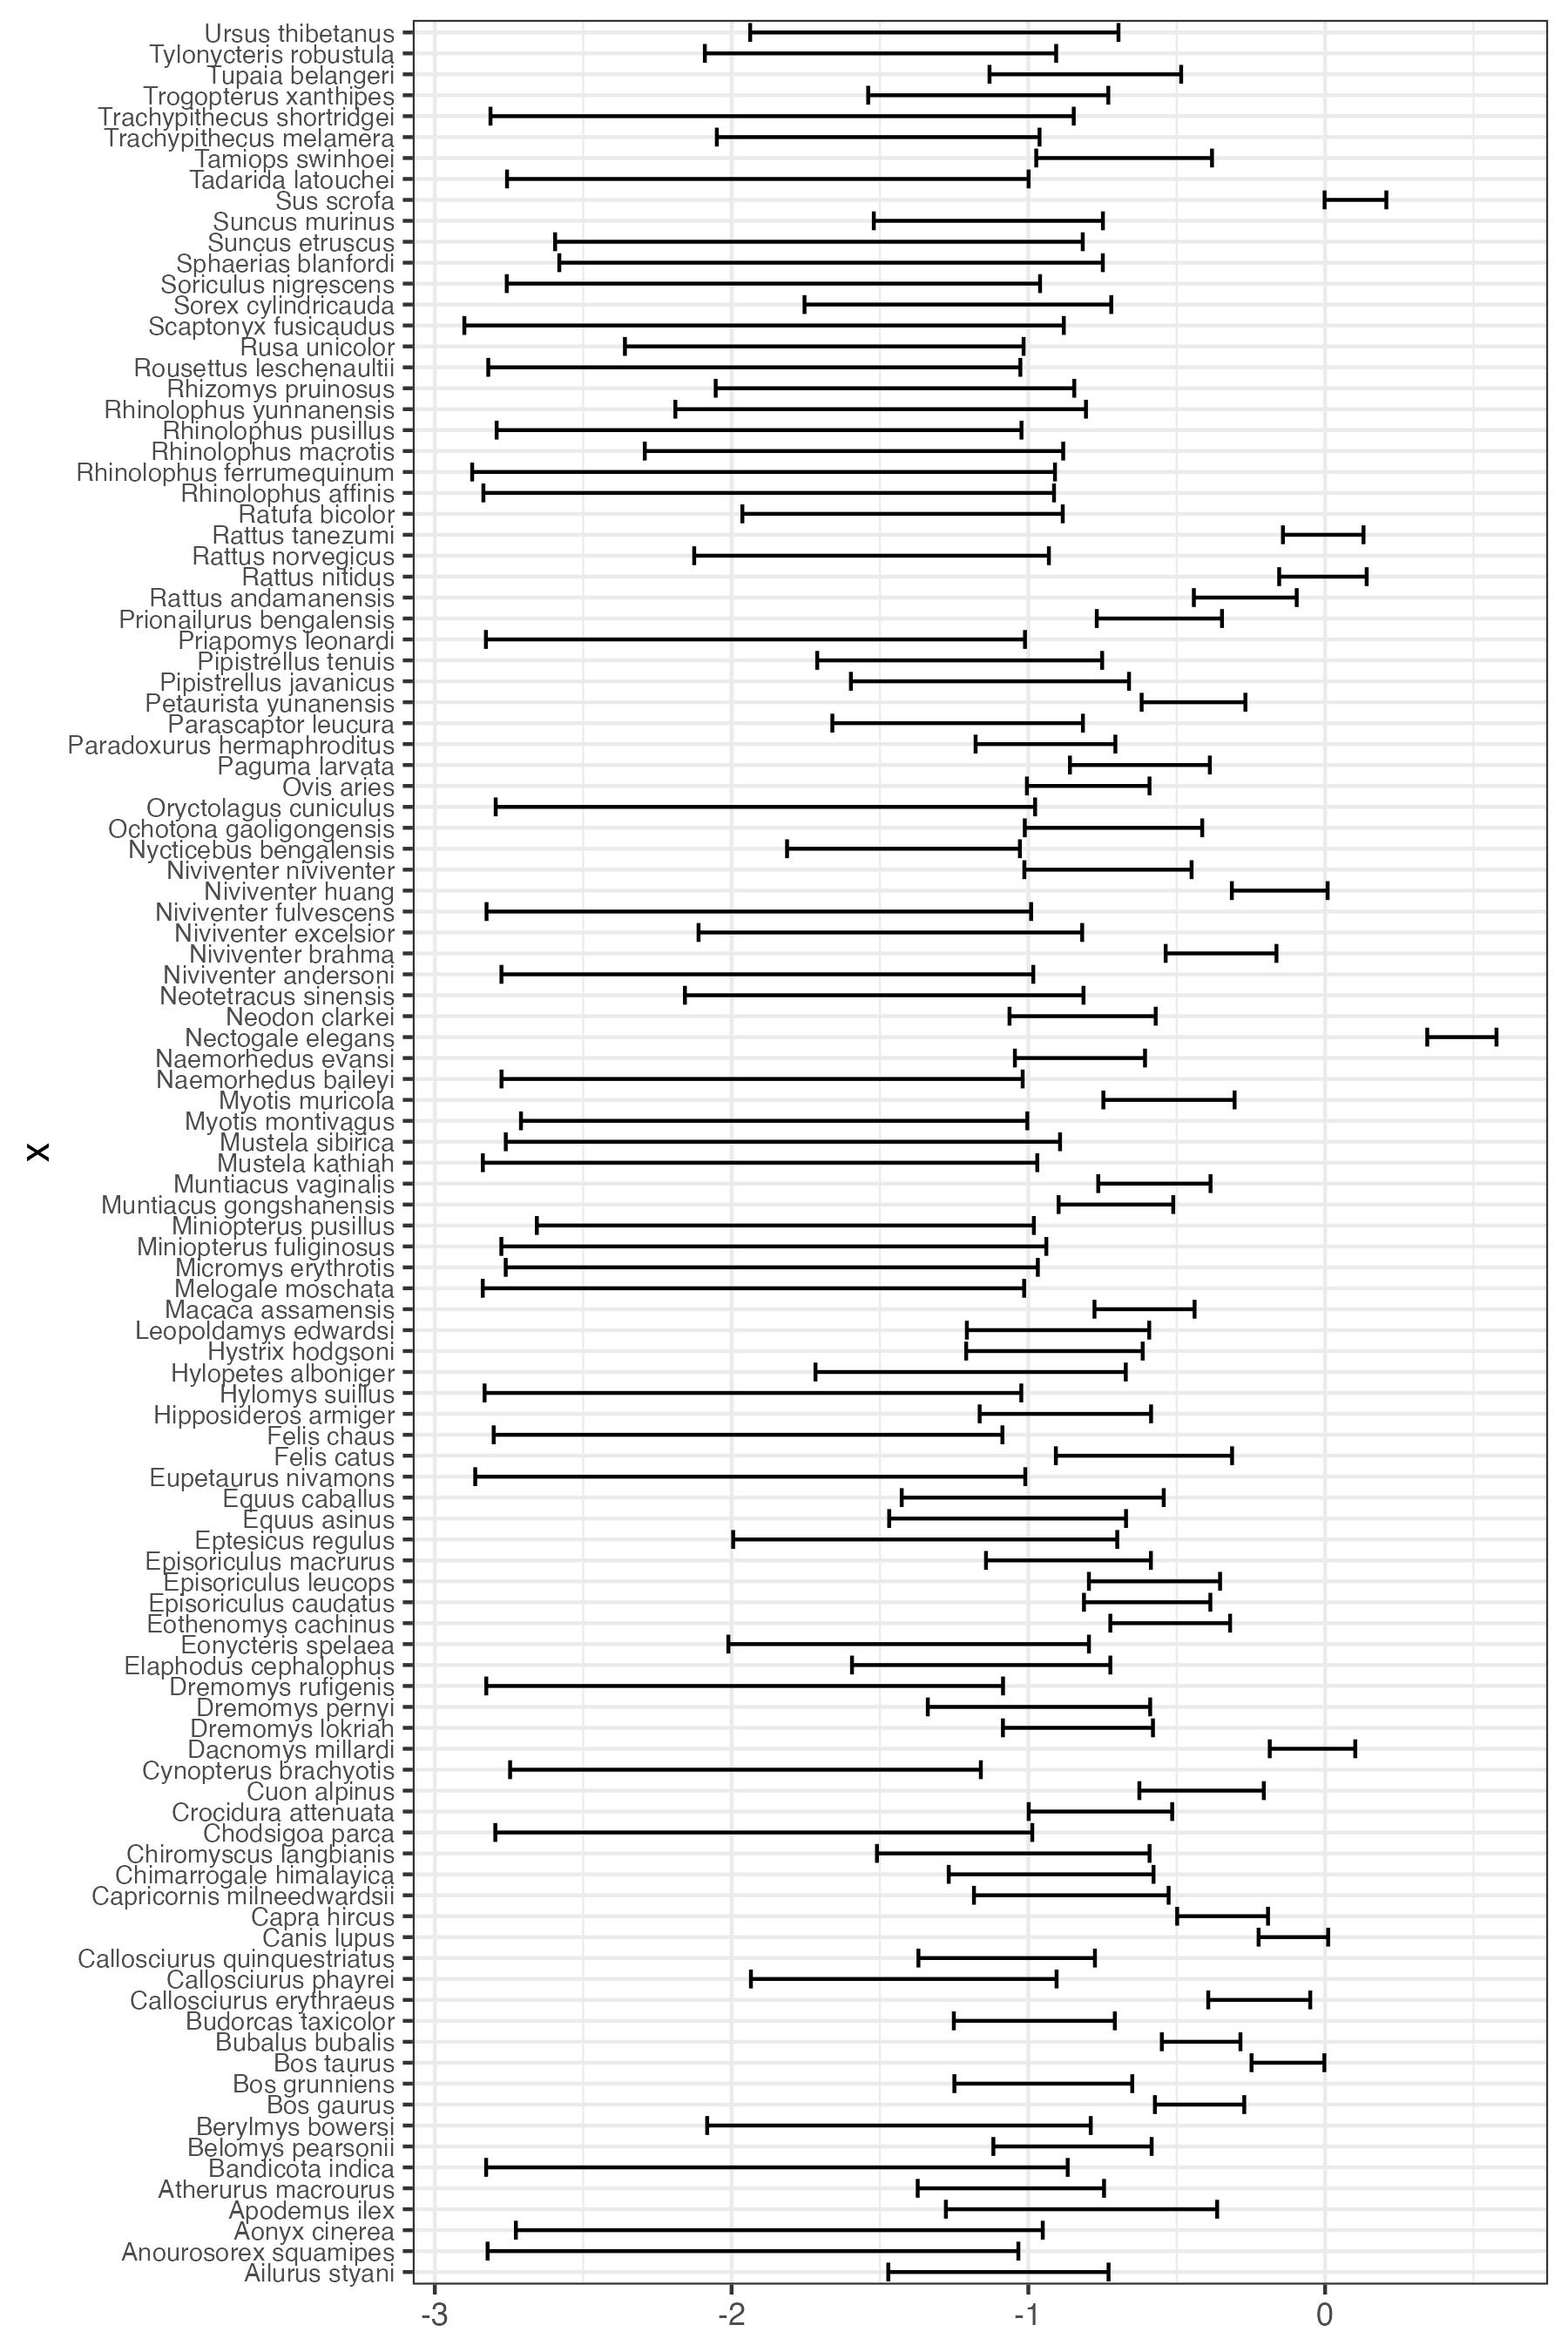 Ursus thibetanus
Tylonycteris robustula
Tupaia belangeri
Trogopterus xanthipes
Trachypithecus shortridgei
Trachypithecus melamera
Tamiops swinhoei
Tadarida latouchei
Sus scrofa
Suncus murinus
Suncus etruscus
Sphaerias blanfordi
Soriculus nigrescens
Sorex cylindricauda
Scaptonyx fusicaudus
Rusa unicolor
Rousettus leschenaultii
Rhizomys pruinosus
Rhinolophus yunnanensis
Rhinolophus pusillus
Rhinolophus macrotis
Rhinolophus ferrumequinum
Rhinolophus affinis
Ratufa bicolor
Rattus tanezumi
Rattus norvegicus
Rattus nitidus
Rattus andamanensis
Prionailurus bengalensis
Priapomys leonardi
Pipistrellus tenuis
Pipistrellus javanicus
Petaurista yunanensis
Parascaptor leucura
Paradoxurus hermaphroditus
Paguma larvata
Ovis aries
Oryctolagus cuniculus
Ochotona gaoligongensis
Nycticebus bengalensis
Niviventer niviventer
Niviventer huang
Niviventer fulvescens
Niviventer excelsior
Niviventer brahma
Niviventer andersoni
Neotetracus sinensis
Neodon clarkei
Nectogale elegans
Naemorhedus evansi
Naemorhedus baileyi
Myotis muricola
Myotis montivagus
Mustela sibirica
Mustela kathiah
Muntiacus vaginalis
Muntiacus gongshanensis
Miniopterus pusillus
Miniopterus fuliginosus
Micromys erythrotis
Melogale moschata
Macaca assamensis
Leopoldamys edwardsi
Hystrix hodgsoni
Hylopetes alboniger
Hylomys suillus
Hipposideros armiger
Felis chaus
Felis catus
Eupetaurus nivamons
Equus caballus
Equus asinus
Eptesicus regulus
Episoriculus macrurus
Episoriculus leucops
Episoriculus caudatus
Eothenomys cachinus
Eonycteris spelaea
Elaphodus cephalophus
Dremomys rufigenis
Dremomys pernyi
Dremomys lokriah
Dacnomys millardi
Cynopterus brachyotis
Cuon alpinus
Crocidura attenuata
Chodsigoa parca
Chiromyscus langbianis
Chimarrogale himalayica
Capricornis milneedwardsii
Capra hircus
Canis lupus
Callosciurus quinquestriatus
Callosciurus phayrei
Callosciurus erythraeus
Budorcas taxicolor
Bubalus bubalis
Bos taurus
Bos grunniens
Bos gaurus
Berylmys bowersi
Belomys pearsonii
Bandicota indica
Atherurus macrourus
Apodemus ilex
Aonyx cinerea
Anourosorex squamipes
Ailurus styani
x
-3 -2 -1 0